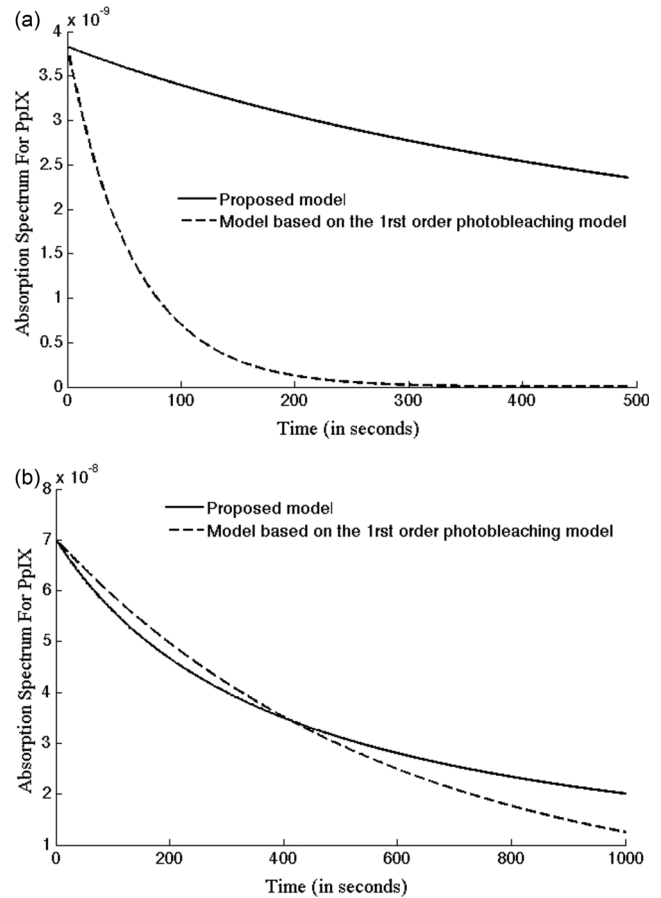 (a)
x 10⁻⁹
4
3.5
3
2.5
2
1.5
1
0.5
0
Absorption Spectrum For PpIX
Proposed model
Model based on the 1rst order photobleaching model
0 100 200 300 400 500
Time (in seconds)
(b)
x 10⁻⁸
8
7
6
5
4
3
2
1
Absorption Spectrum For PpIX
Proposed model
Model based on the 1rst order photobleaching model
0 200 400 600 800 1000
Time (in seconds)